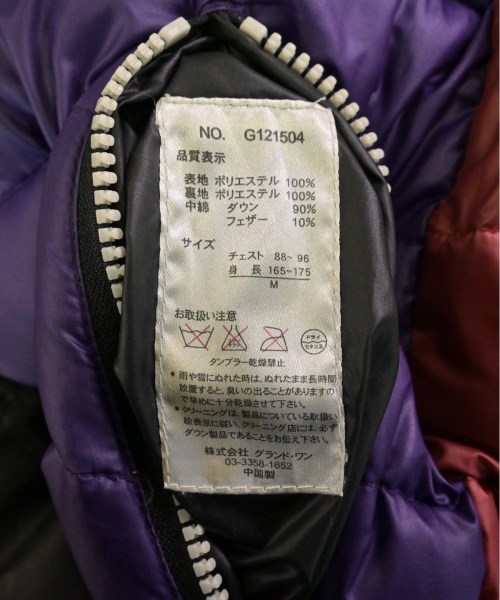 NO. G121504
品質表示
表地 ポリエステル 100%
裏地 ポリエステル 100%
中綿 ダウン 90%
フェザー 10%
サイズ
チェスト 88~96
身長 165~175
M
お取扱い注意
ドライ
セキユ系
タンブラー乾燥禁止
*雨や雪にぬれた時は、ぬれたまま長時間
放置すると、臭いの出ることがありますの
で早めに十分乾燥させて下さい。
*クリーニングは、製品についている取扱い
絵表示に従い、クリーニング店には、必ず
ダウン製品であることをお伝え下さい。
株式会社 グランド・ワン
03-3358-1652
中国製